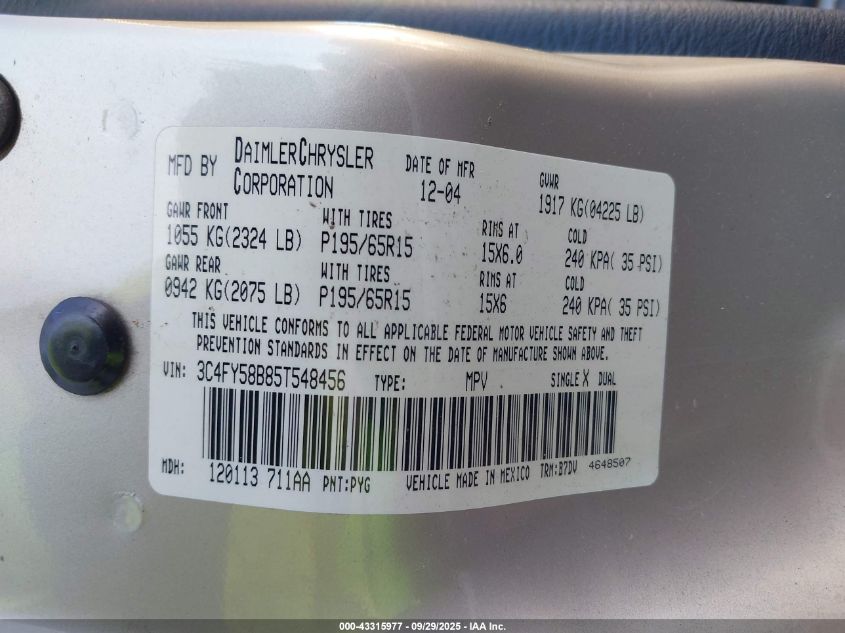 MFD BY DAIMLERCHRYSLER CORPORATION DATE OF MFR 12-04 GVWR 1917 KG(04225 LB)
GAWR FRONT WITH TIRES RIMS AT COLD
1055 KG(2324 LB) P195/65R15 15X6.0 240 KPA( 35 PSI)
GAWR REAR WITH TIRES RIMS AT COLD
0942 KG(2075 LB) P195/65R15 15X6 240 KPA( 35 PSI)
THIS VEHICLE CONFORMS TO ALL APPLICABLE FEDERAL MOTOR VEHICLE SAFETY AND THEFT
PREVENTION STANDARDS IN EFFECT ON THE DATE OF MANUFACTURE SHOWN ABOVE.
VIN: 3C4FY58B85T548456 TYPE: MPV SINGLE X DUAL
MDH: 120113 711AA PNT:PYG VEHICLE MADE IN MEXICO TRM:B7DV 4648507
000-43315977 - 09/29/2025 - IAA Inc.